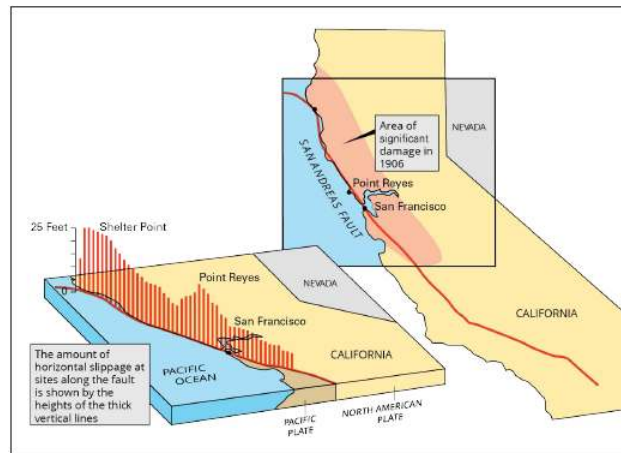 Area of
significant
damage in
1906
NEVADA
SAN ANDREAS FAULT
Point Reyes
San Francisco
CALIFORNIA
25 Feet
Shelter Point
0
Point Reyes
NEVADA
San Francisco
CALIFORNIA
The amount of
horizontal slippage at
sites along the fault
is shown by the
heights of the thick
vertical lines
PACIFIC
OCEAN
PACIFIC
PLATE
NORTH AMERICAN
PLATE